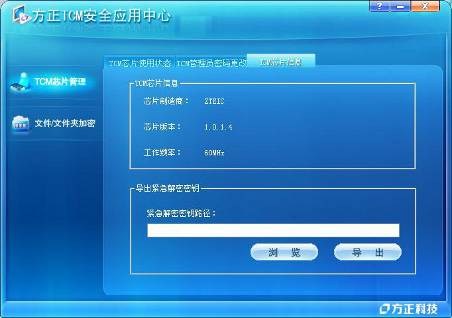 方正TCM安全应用中心
TCM芯片使用状态 TCM管理员密码更改 TCM芯片信息
TCM芯片管理
文件/文件夹加密
TCM芯片信息
芯片制造商： ZTEIC
芯片版本： 1.0.1.4
工作频率： 60MHz
导出紧急解密密钥
紧急解密密钥路径：
浏览 导出
方正科技